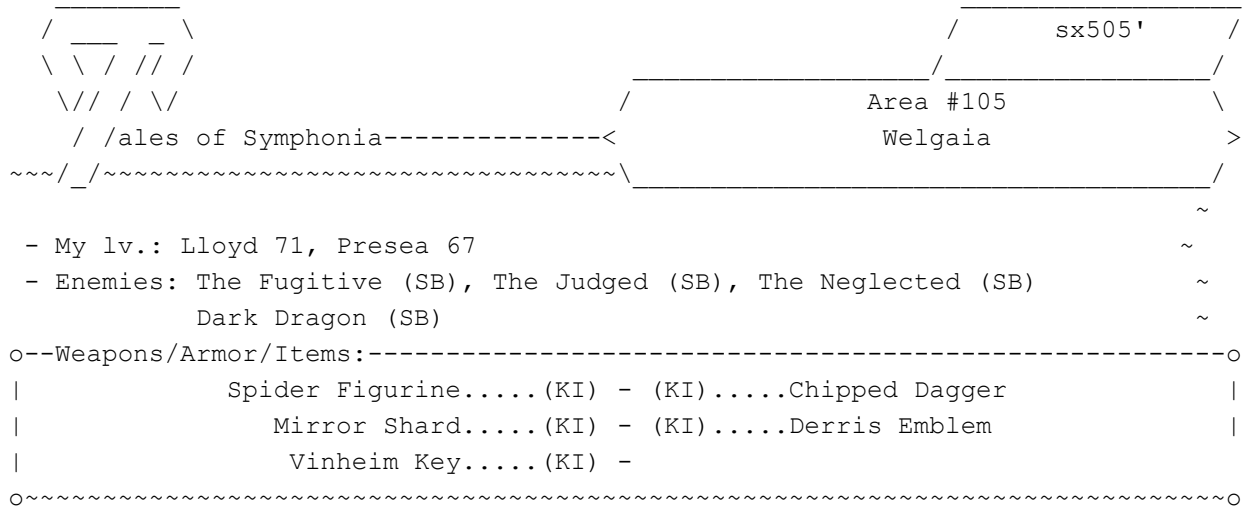 sx505'
Area #105
/ /ales of Symphonia--------------< Welgaia >
~~~/_/~~~~~~~~~~~~~~~~~~~~~~~~~~~~~~~~~\_____________________________________/
~
- My lv.: Lloyd 71, Presea 67 ~
- Enemies: The Fugitive (SB), The Judged (SB), The Neglected (SB) ~
Dark Dragon (SB) ~
o--Weapons/Armor/Items:-------------------------------------------------------o
| Spider Figurine.....(KI) - (KI).....Chipped Dagger |
| Mirror Shard.....(KI) - (KI).....Derris Emblem |
| Vinheim Key.....(KI) -
o~~~~~~~~~~~~~~~~~~~~~~~~~~~~~~~~~~~~~~~~~~~~~~~~~~~~~~~~~~~~~~~~~~~~~~~~~~~~~o